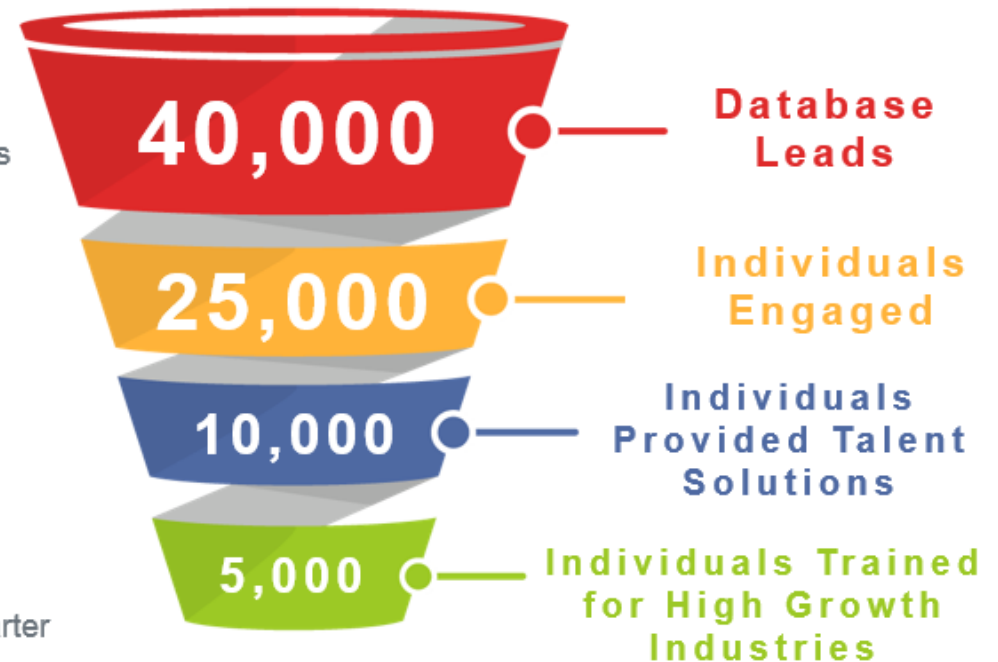 40,000
Database
Leads
s
25,000
Individuals
Engaged
10,000
Individuals
Provided Talent
Solutions
5,000
Individuals Trained
for High Growth
Industries
rter